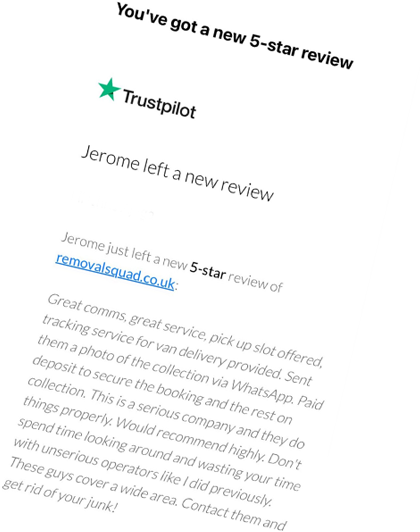 You've got a new 5-star review
Trustpilot
Jerome left a new review
Jerome just left a new 5-star review of
removalsquad.co.uk:
Great comms, great service, pick up slot offered,
tracking service for van delivery provided. Sent
them a photo of the collection via WhatsApp. Paid
deposit to secure the booking and the rest on
collection. This is a serious company and they do
things properly. Would recommend highly. Don't
spend time looking around and wasting your time
with unserious operators like I did previously.
These guys cover a wide area. Contact them and
get rid of your junk!